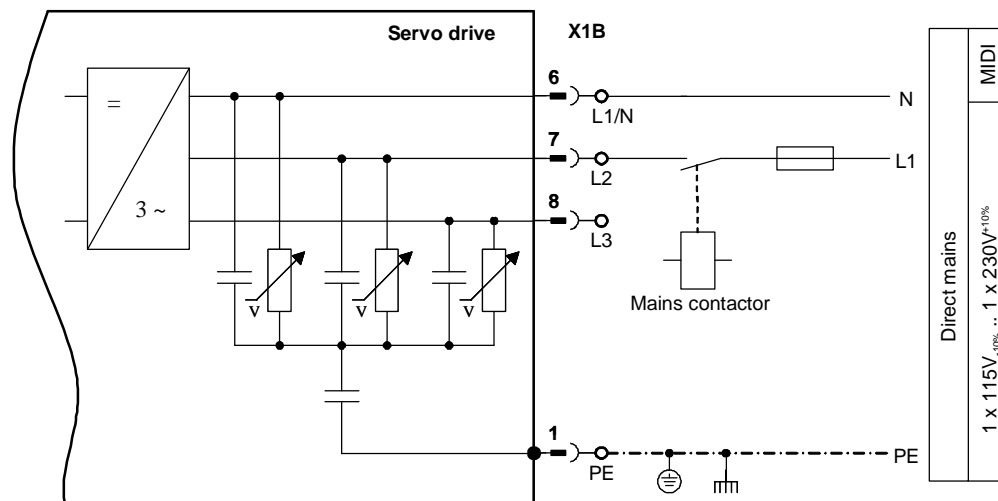 Servo drive
X1B
=
3 ~
6
L1/N
N
7
L2
L1
8
L3
v
v
v
Mains contactor
1
PE
PE
Direct mains
MIDI
1 x 115V-10% .. 1 x 230V+10%